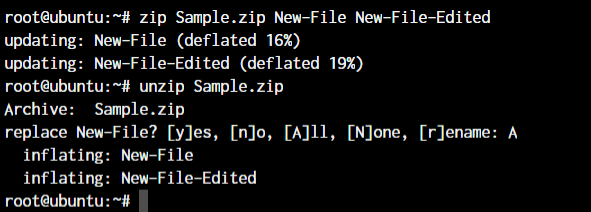 root@ubuntu:~# zip Sample.zip New-File New-File-Edited
updating: New-File (deflated 16%)
updating: New-File-Edited (deflated 19%)
root@ubuntu:~# unzip Sample.zip
Archive:  Sample.zip
replace New-File? [y]es, [n]o, [A]ll, [N]one, [r]ename: A
  inflating: New-File
  inflating: New-File-Edited
root@ubuntu:~#